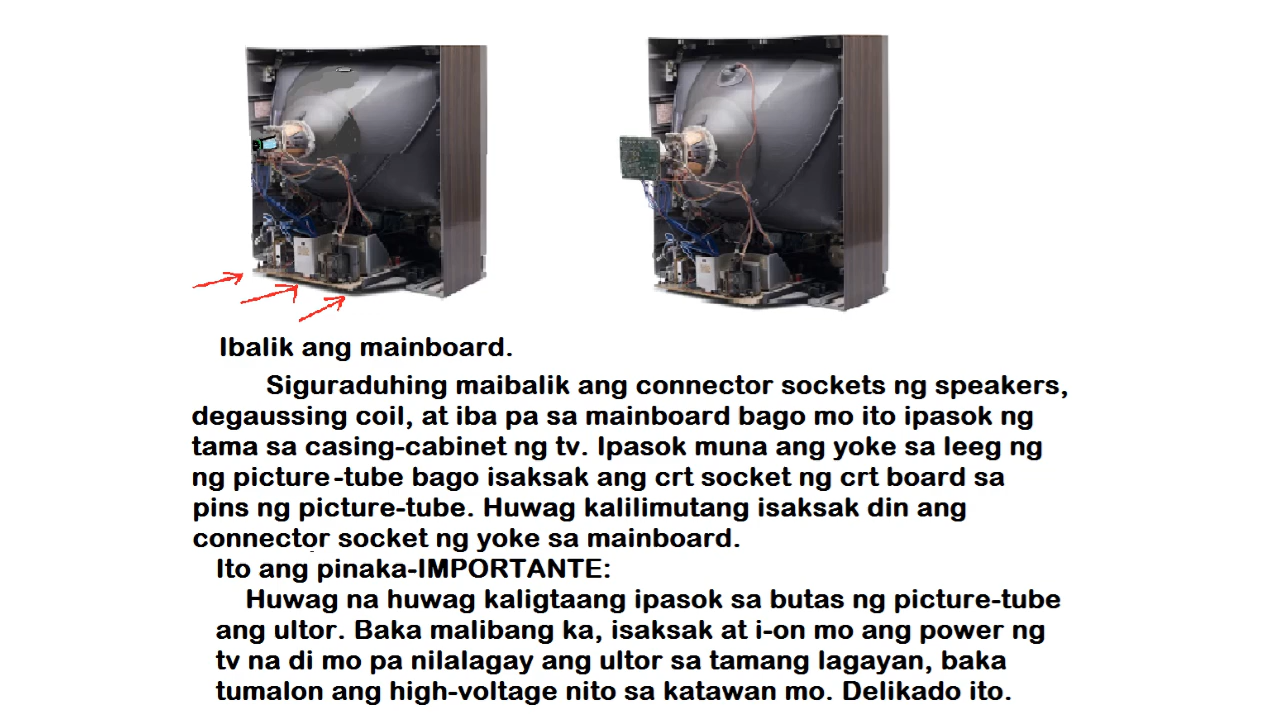 Ibalik ang mainboard.
Siguraduhing maibalik ang connector sockets ng speakers,
degaussing coil, at iba pa sa mainboard bago mo ito ipasok ng
tama sa casing-cabinet ng tv. Ipasok muna ang yoke sa leeg ng
ng picture-tube bago isaksak ang crt socket ng crt board sa
pins ng picture-tube. Huwag kalilimutang isaksak din ang
connector socket ng yoke sa mainboard.
Ito ang pinaka-IMPORTANTE:
Huwag na huwag kaligtaang ipasok sa butas ng picture-tube
ang ultor. Baka malibang ka, isaksak at i-on mo ang power ng
tv na di mo pa nilalagay ang ultor sa tamang lagayan, baka
tumalon ang high-voltage nito sa katawan mo. Delikado ito.